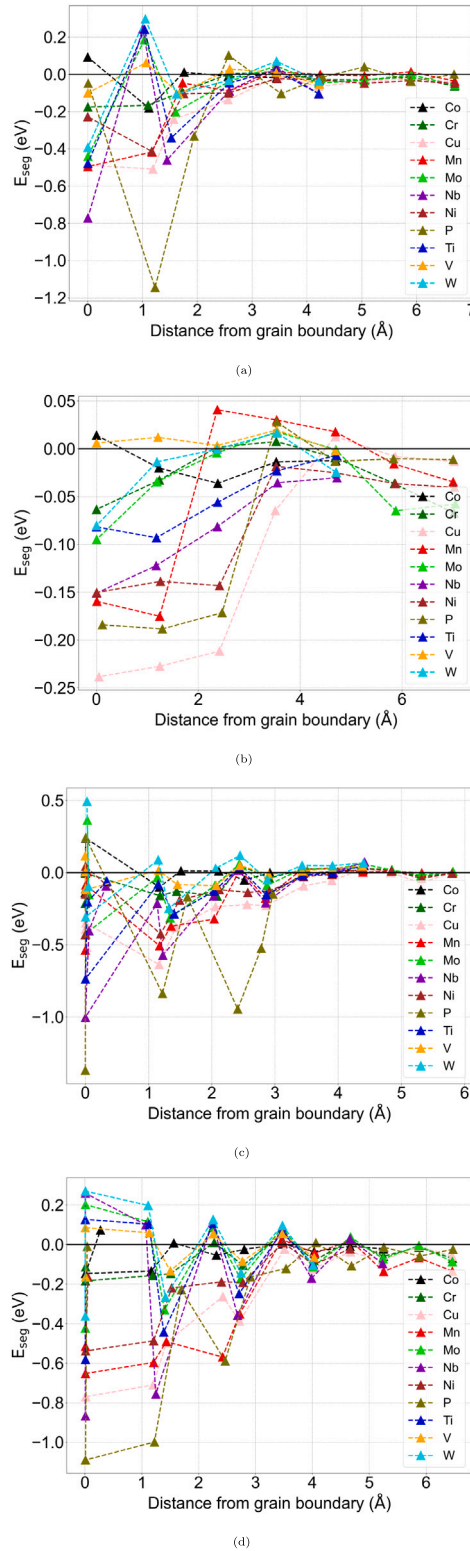 0.2
0.0
−0.2
−0.4
−0.6
−0.8
−1.0
−1.2
E_seg (eV)
Co
Cr
Cu
Mn
Mo
Nb
Ni
P
Ti
V
W
0 1 2 3 4 5 6 7
Distance from grain boundary (Å)
(a)
0.05
0.00
−0.05
−0.10
−0.15
−0.20
−0.25
E_seg (eV)
Co
Cr
Cu
Mn
Mo
Nb
Ni
P
Ti
V
W
0 2 4 6
Distance from grain boundary (Å)
(b)
0.5
0.0
−0.5
−1.0
E_seg (eV)
Co
Cr
Cu
Mn
Mo
Nb
Ni
P
Ti
V
W
0 1 2 3 4 5 6
Distance from grain boundary (Å)
(c)
0.2
0.0
−0.2
−0.4
−0.6
−0.8
−1.0
E_seg (eV)
Co
Cr
Cu
Mn
Mo
Nb
Ni
P
Ti
V
W
0 1 2 3 4 5 6
Distance from grain boundary (Å)
(d)